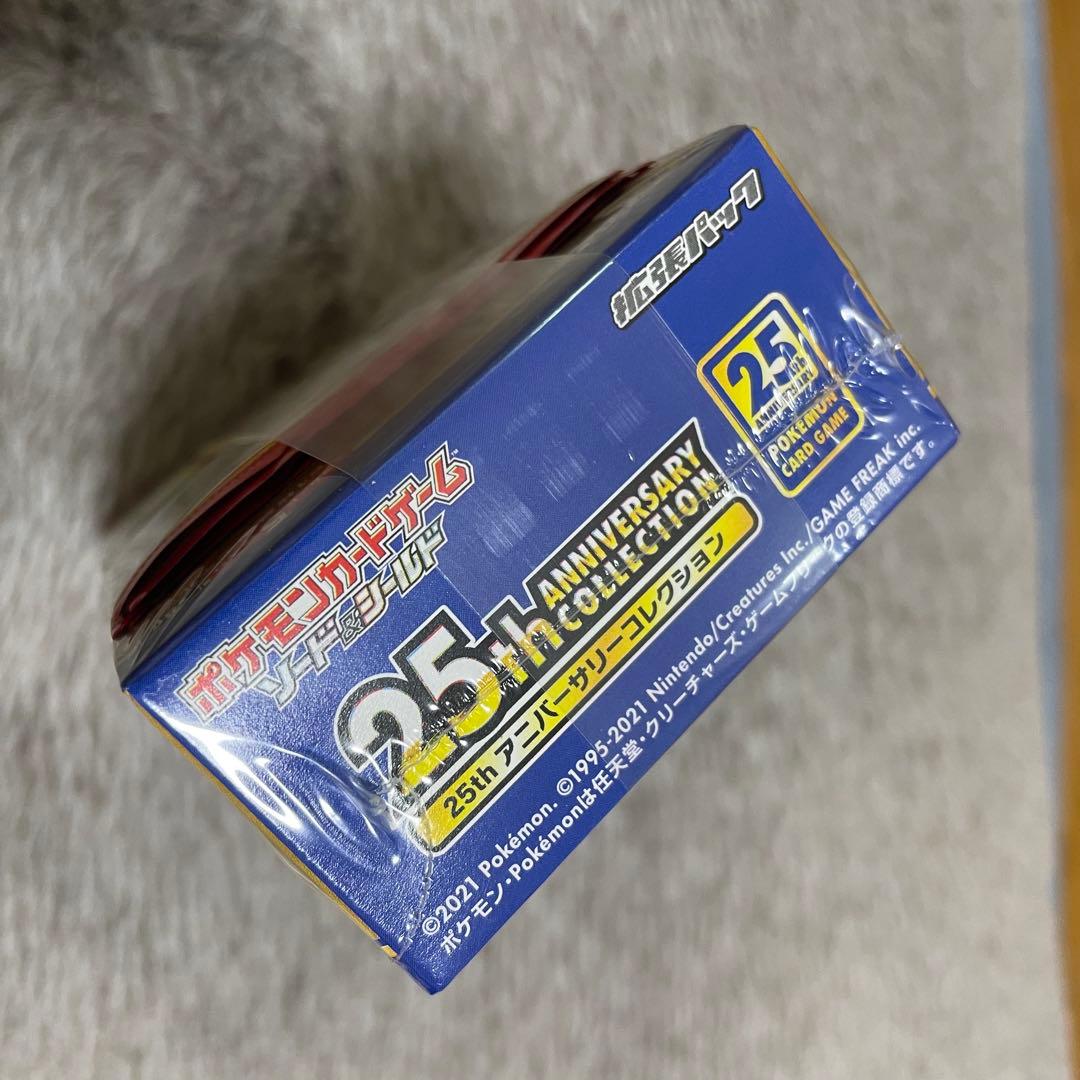 拡張パック
ポケモンカードゲーム
ソード&シールド
25th ANNIVERSARY
COLLECTION
25th アニバーサリーコレクション
25
ANNIVERSARY
POKÉMON
CARD GAME
©2021 Pokémon. ©1995-2021 Nintendo/Creatures Inc./GAME FREAK inc.
ポケモン・Pokémonは任天堂・クリーチャーズ・ゲームフリークの登録商標です。